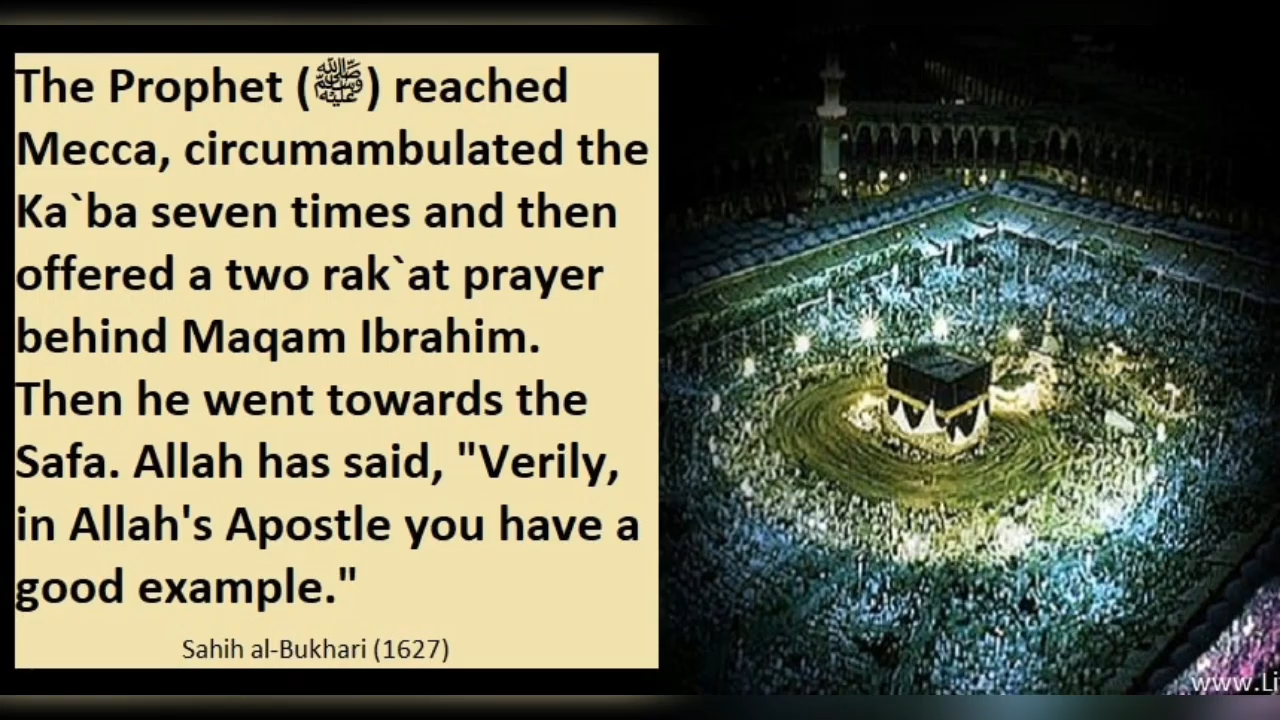 The Prophet (ﷺ) reached
Mecca, circumambulated the
Ka`ba seven times and then
offered a two rak`at prayer
behind Maqam Ibrahim.
Then he went towards the
Safa. Allah has said, "Verily,
in Allah's Apostle you have a
good example."
Sahih al-Bukhari (1627)
www.Li